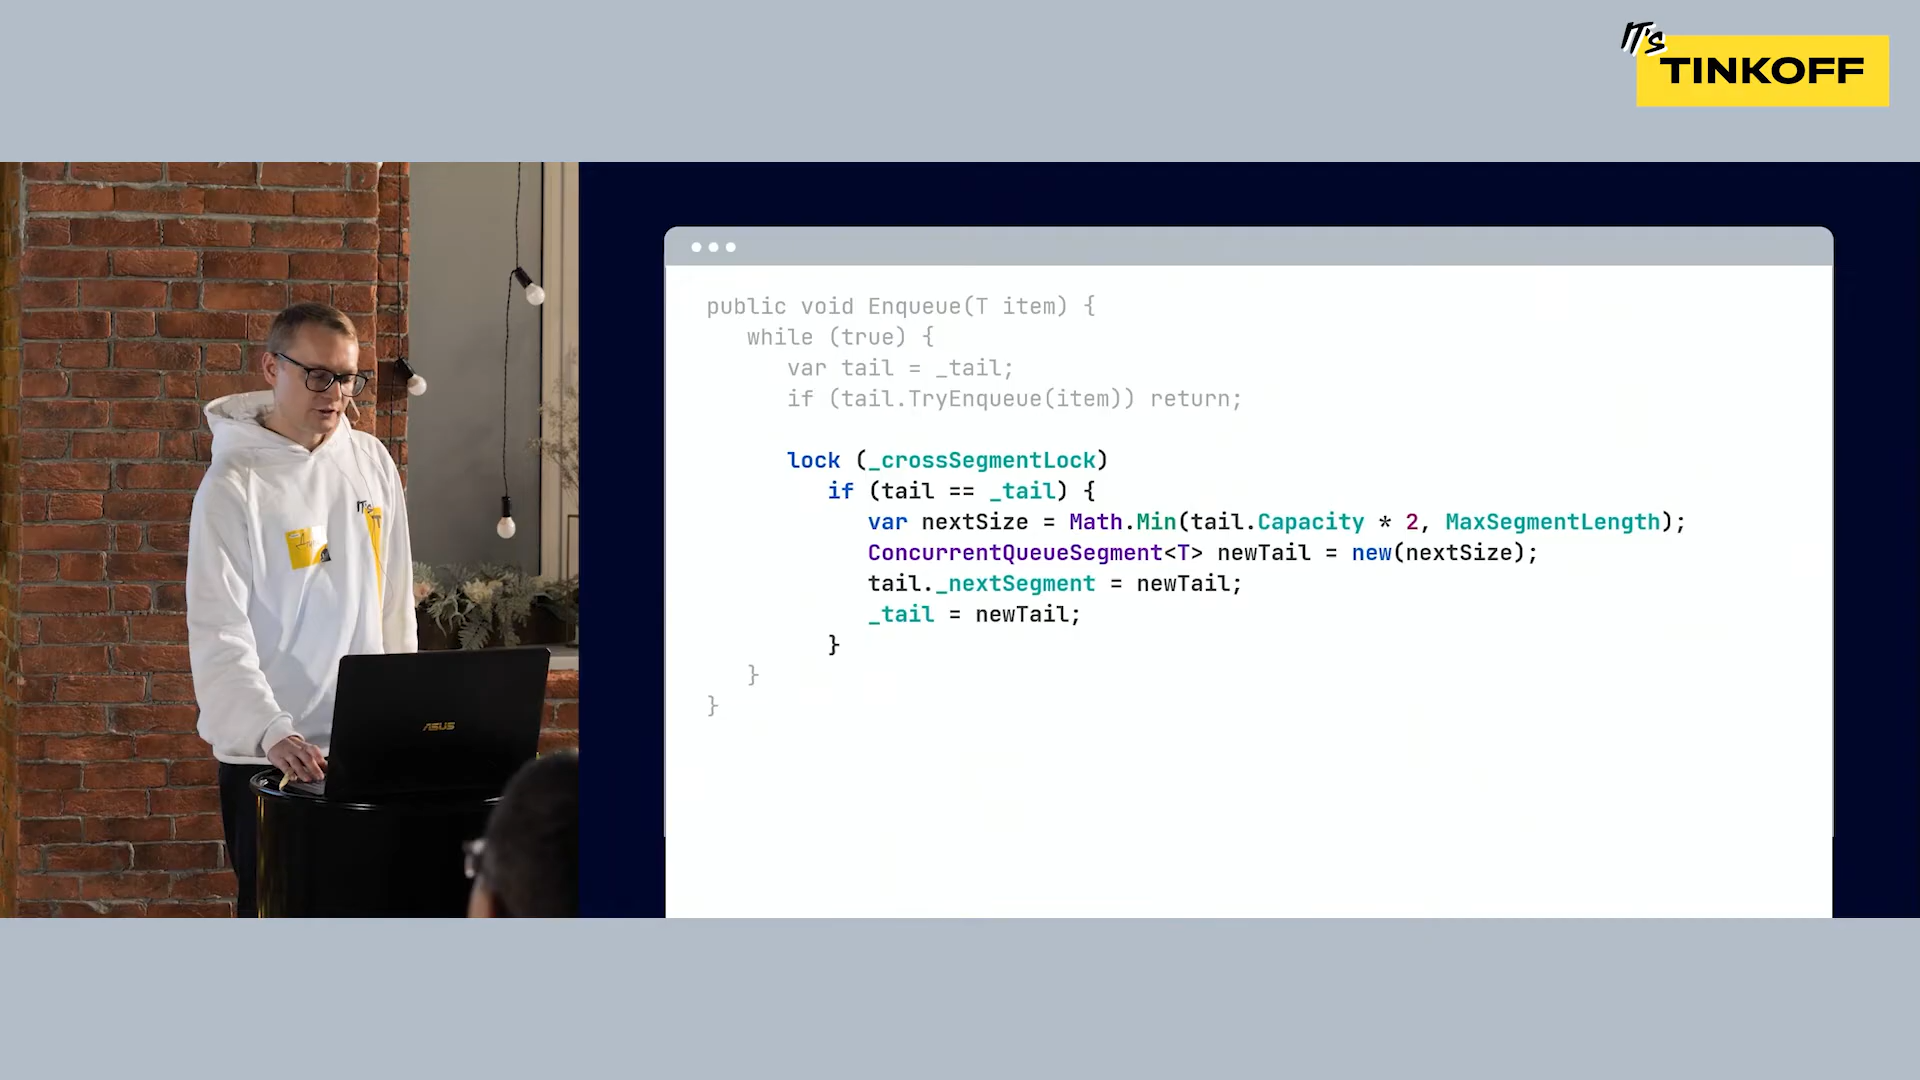 IT's
TINKOFF
public void Enqueue(T item) {
while (true) {
var tail = _tail;
if (tail.TryEnqueue(item)) return;
lock (_crossSegmentLock)
if (tail == _tail) {
var nextSize = Math.Min(tail.Capacity * 2, MaxSegmentLength);
ConcurrentQueueSegment<T> newTail = new(nextSize);
tail._nextSegment = newTail;
_tail = newTail;
}
}
}
IT's
ASUS